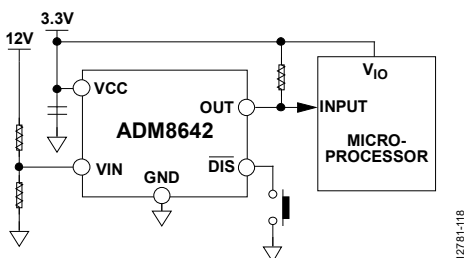 3.3V
12V
VCC
OUT
ADM8642
VIN
GND
DIS
VIO
INPUT
MICRO-
PROCESSOR
12781-118